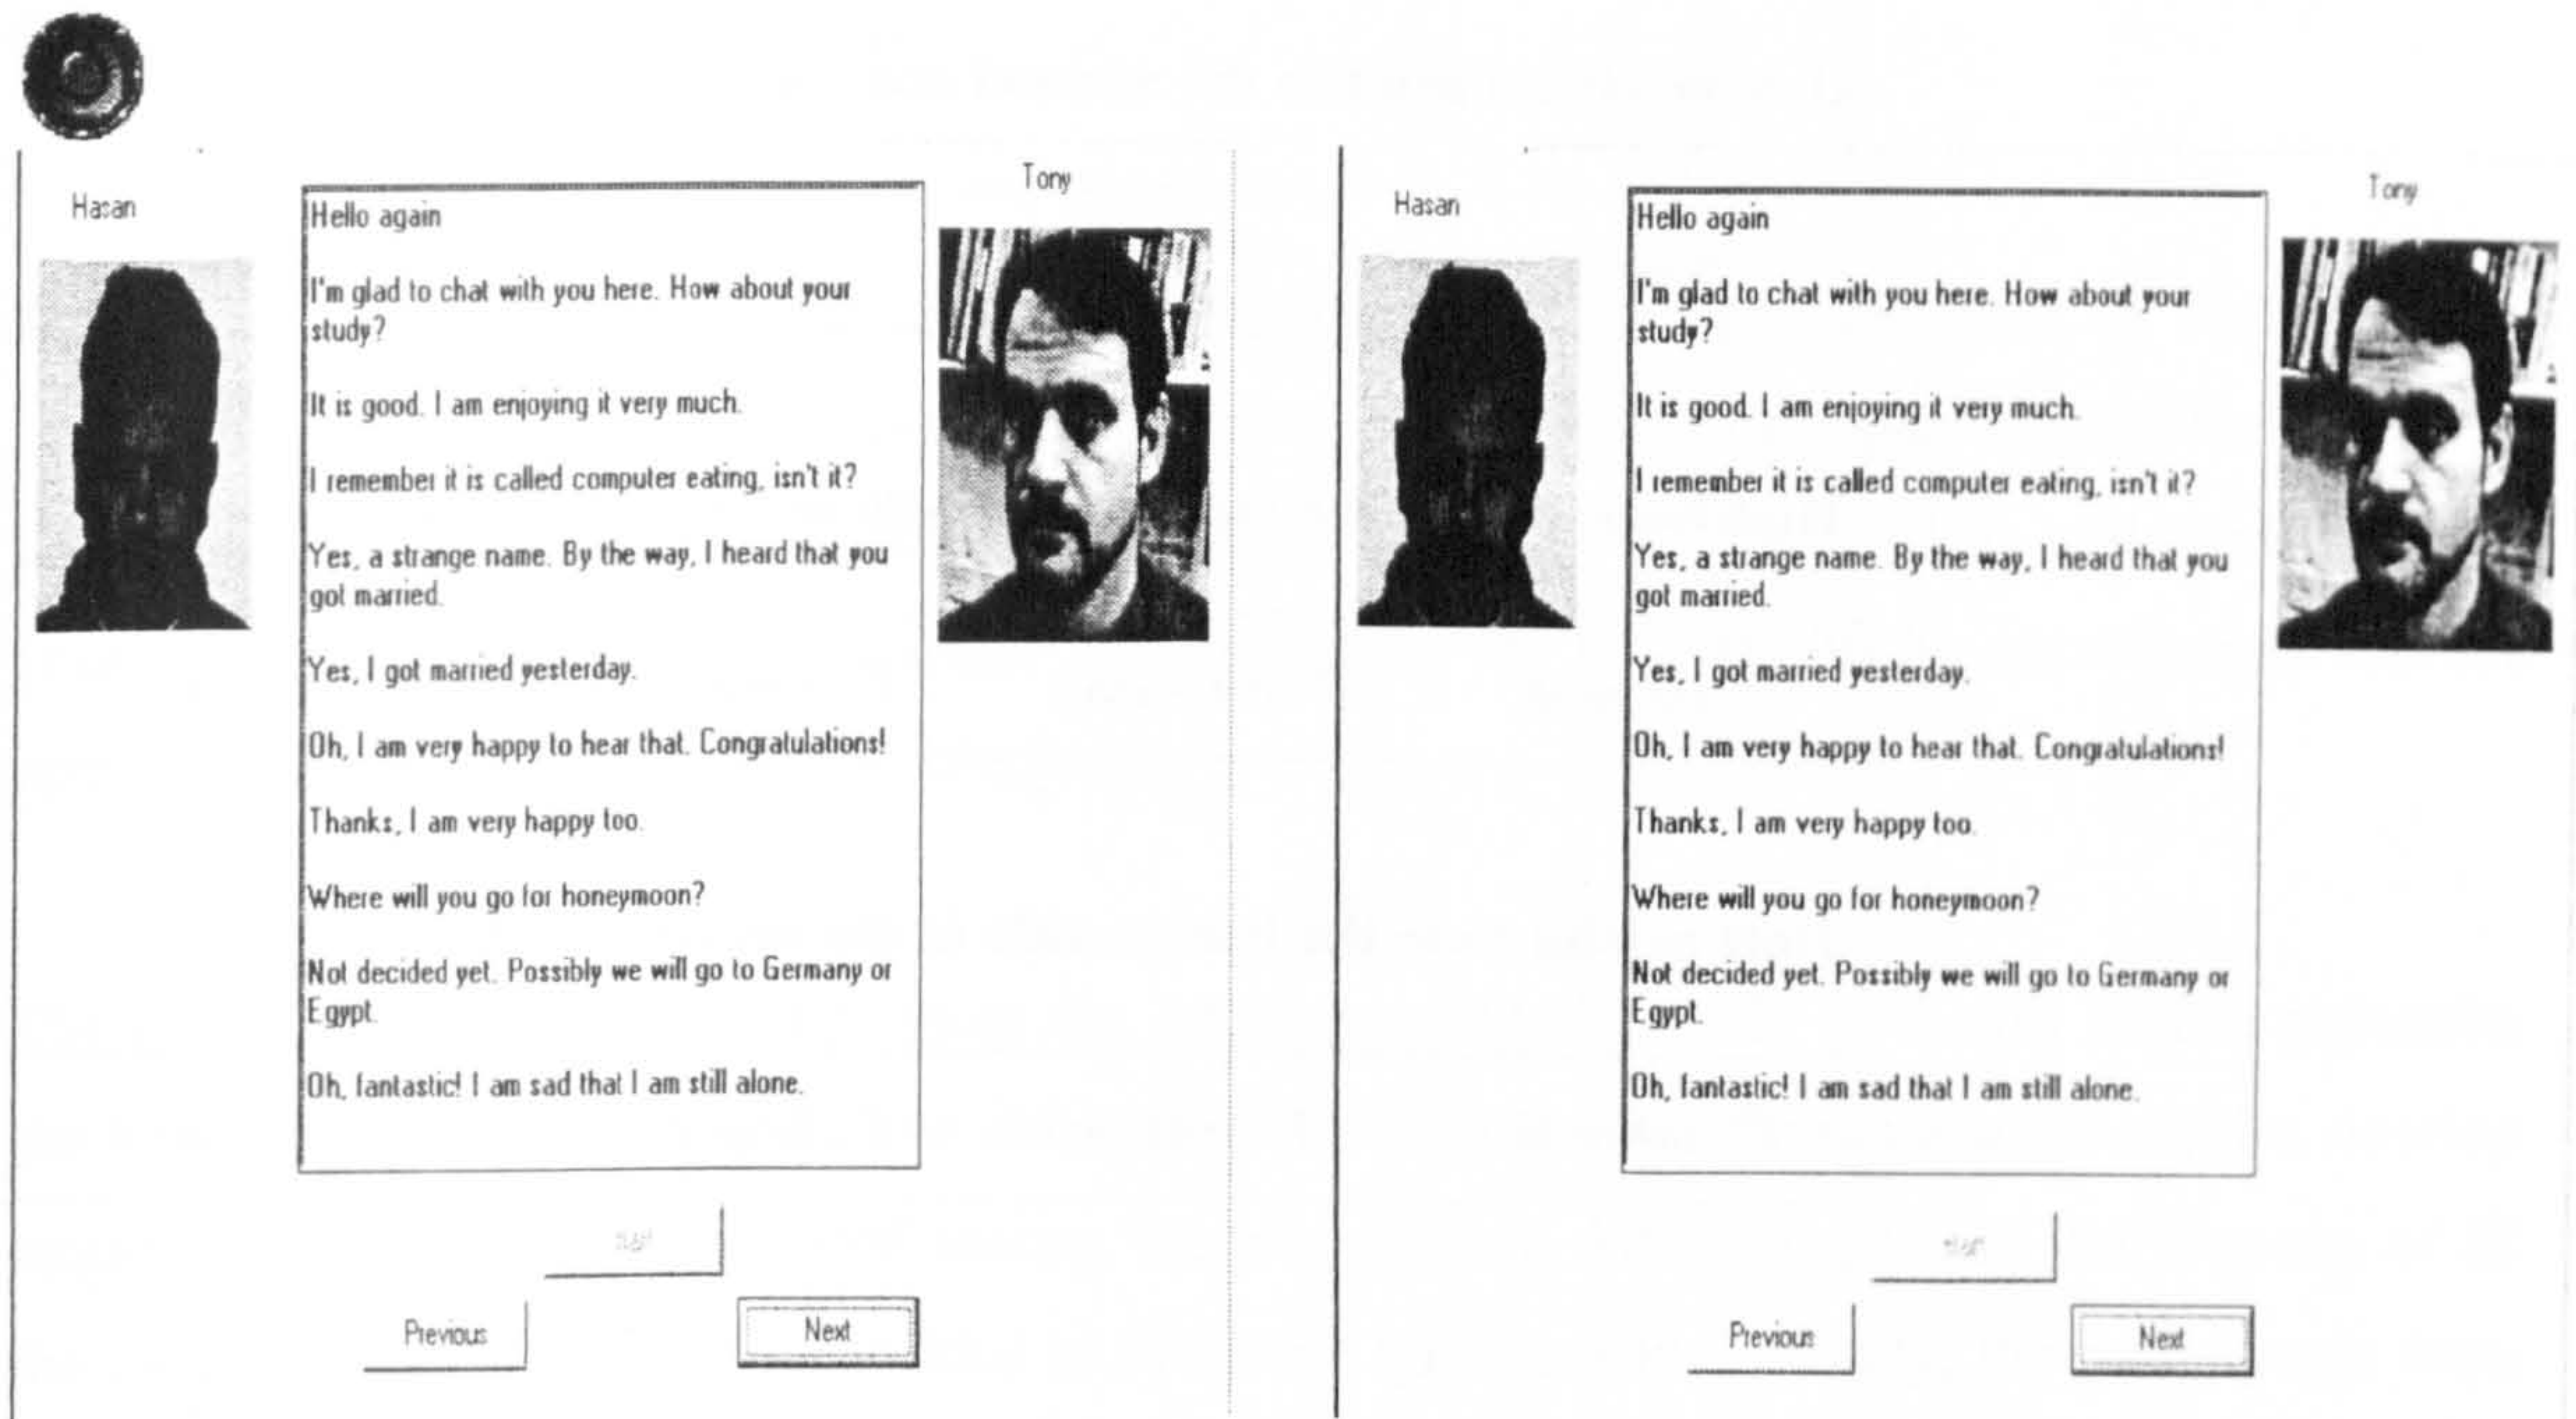 Hasan
Hello again
I'm glad to chat with you here. How about your
study?
It is good. I am enjoying it very much.
I remember it is called computer eating, isn't it?
Yes, a strange name. By the way, I heard that you
got married.
Yes, I got married yesterday.
Oh, I am very happy to hear that. Congratulations!
Thanks, I am very happy too.
Where will you go for honeymoon?
Not decided yet. Possibly we will go to Germany or
Egypt.
Oh, fantastic! I am sad that I am still alone.
Tony
Previous
Next
Hasan
Hello again
I'm glad to chat with you here. How about your
study?
It is good. I am enjoying it very much.
I remember it is called computer eating, isn't it?
Yes, a strange name. By the way, I heard that you
got married.
Yes, I got married yesterday.
Oh, I am very happy to hear that. Congratulations!
Thanks, I am very happy too.
Where will you go for honeymoon?
Not decided yet. Possibly we will go to Germany or
Egypt.
Oh, fantastic! I am sad that I am still alone.
Tony
Previous
Next